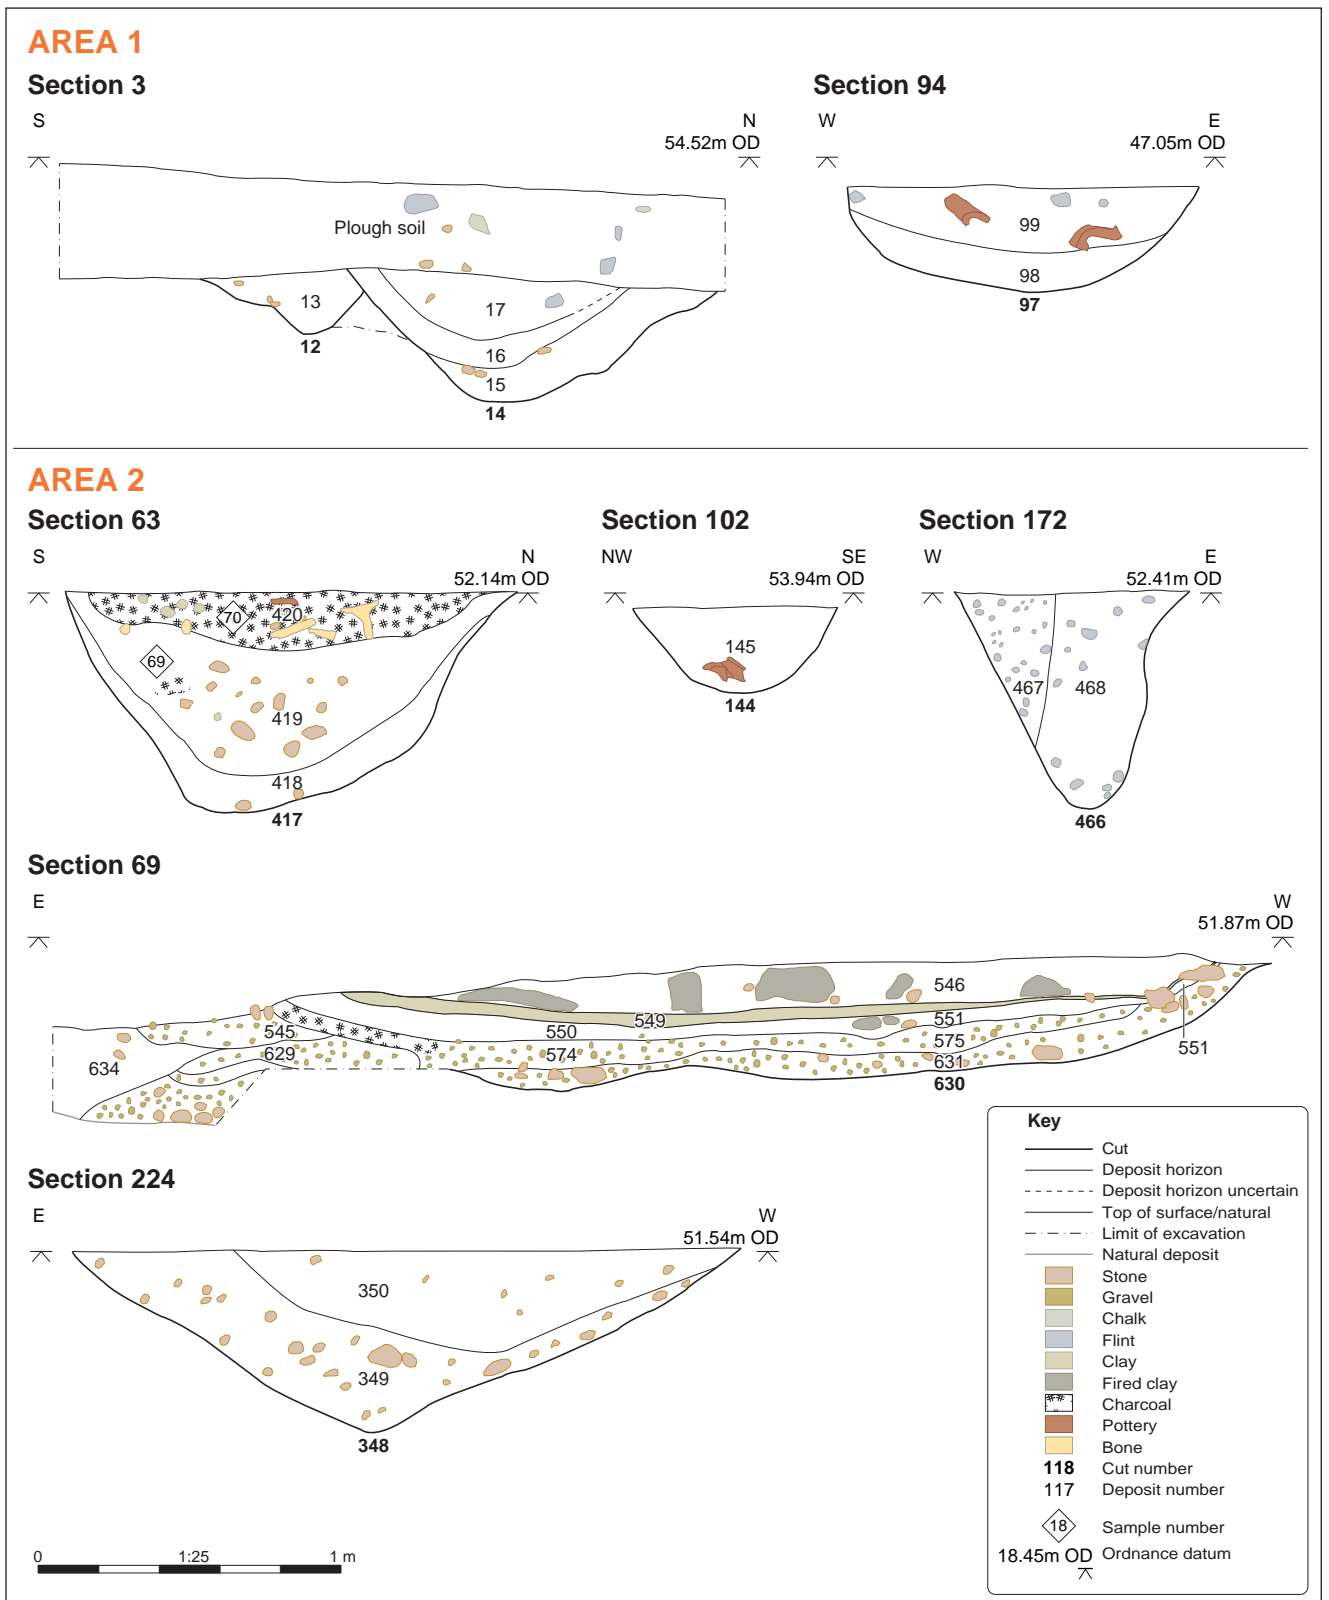 AREA 1
Section 3
S
N
54.52m OD
Plough soil
13
12
17
16
15
14
Section 94
W
E
47.05m OD
99
98
97
AREA 2
Section 63
S
N
52.14m OD
70
420
69
419
418
417
Section 102
NW
SE
53.94m OD
145
144
Section 172
W
E
52.41m OD
467
468
466
Section 69
E
W
51.87m OD
546
549
551
545
550
575
629
574
634
631
551
630
Section 224
E
W
51.54m OD
350
349
348
Key
Cut
Deposit horizon
Deposit horizon uncertain
Top of surface/natural
Limit of excavation
Natural deposit
Stone
Gravel
Chalk
Flint
Clay
Fired clay
Charcoal
Pottery
Bone
118 Cut number
117 Deposit number
18 Sample number
18.45m OD Ordnance datum
0 1:25 1 m